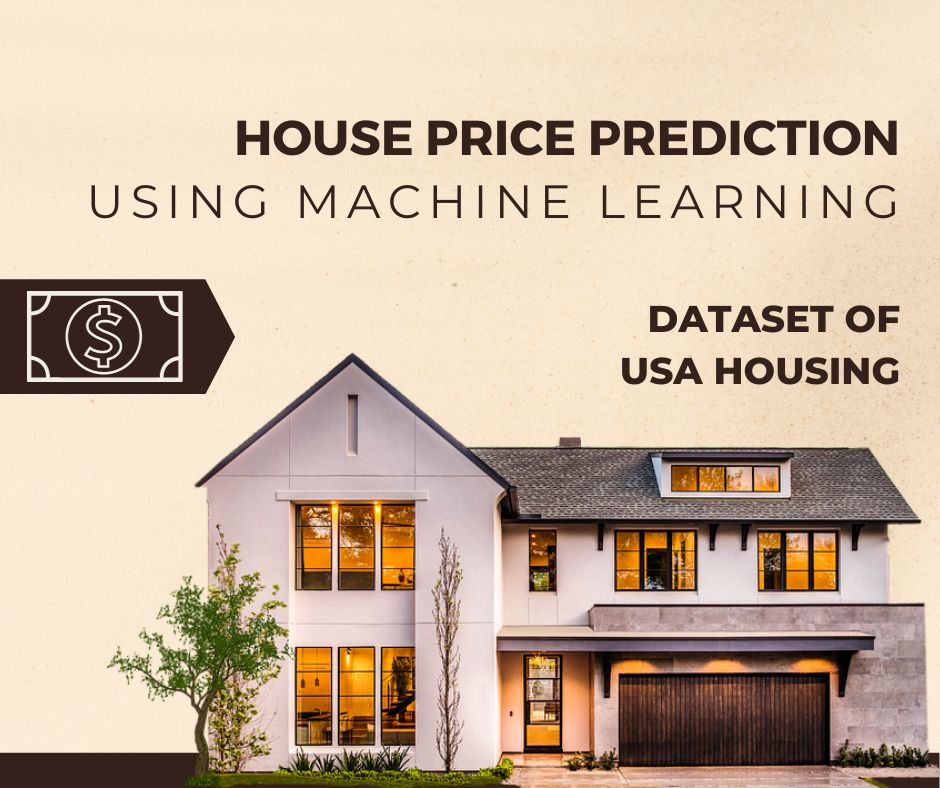 HOUSE PRICE PREDICTION
USING MACHINE LEARNING
$
DATASET OF
USA HOUSING